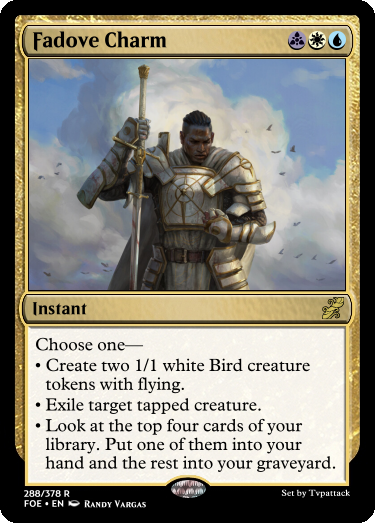 Fadove Charm
Instant
Choose one—
• Create two 1/1 white Bird creature
tokens with flying.
• Exile target tapped creature.
• Look at the top four cards of your
library. Put one of them into your
hand and the rest into your graveyard.
288/378 R
FOE • EN Randy Vargas
Set by Tvpattack